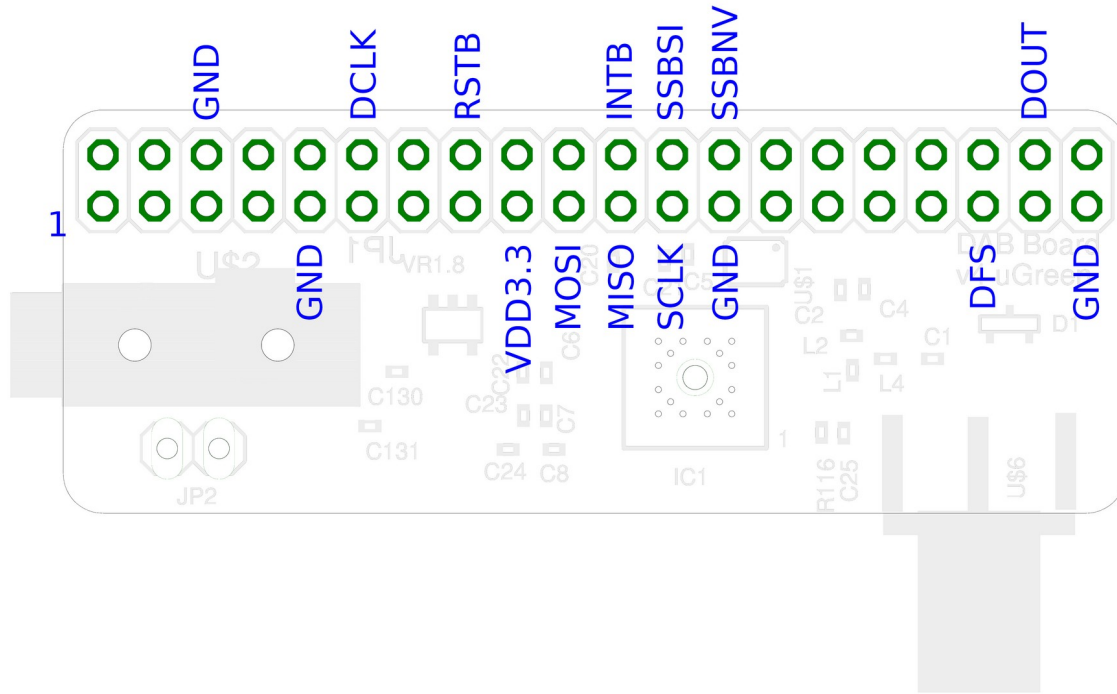 GND
DCLK
RSTB
INTB
SSBSI
SSBNV
DOUT
1
GND
VDD3.3
MOSI
MISO
SCLK
GND
DFS
GND
U$2
JP1
VR1.8
C20
C5
U$1
DAB Board
C2
C4
D1
L2
C1
C6
C22
L1
L4
C130
C23
C7
C131
1
C24
C8
IC1
R116
C25
U$6
JP2